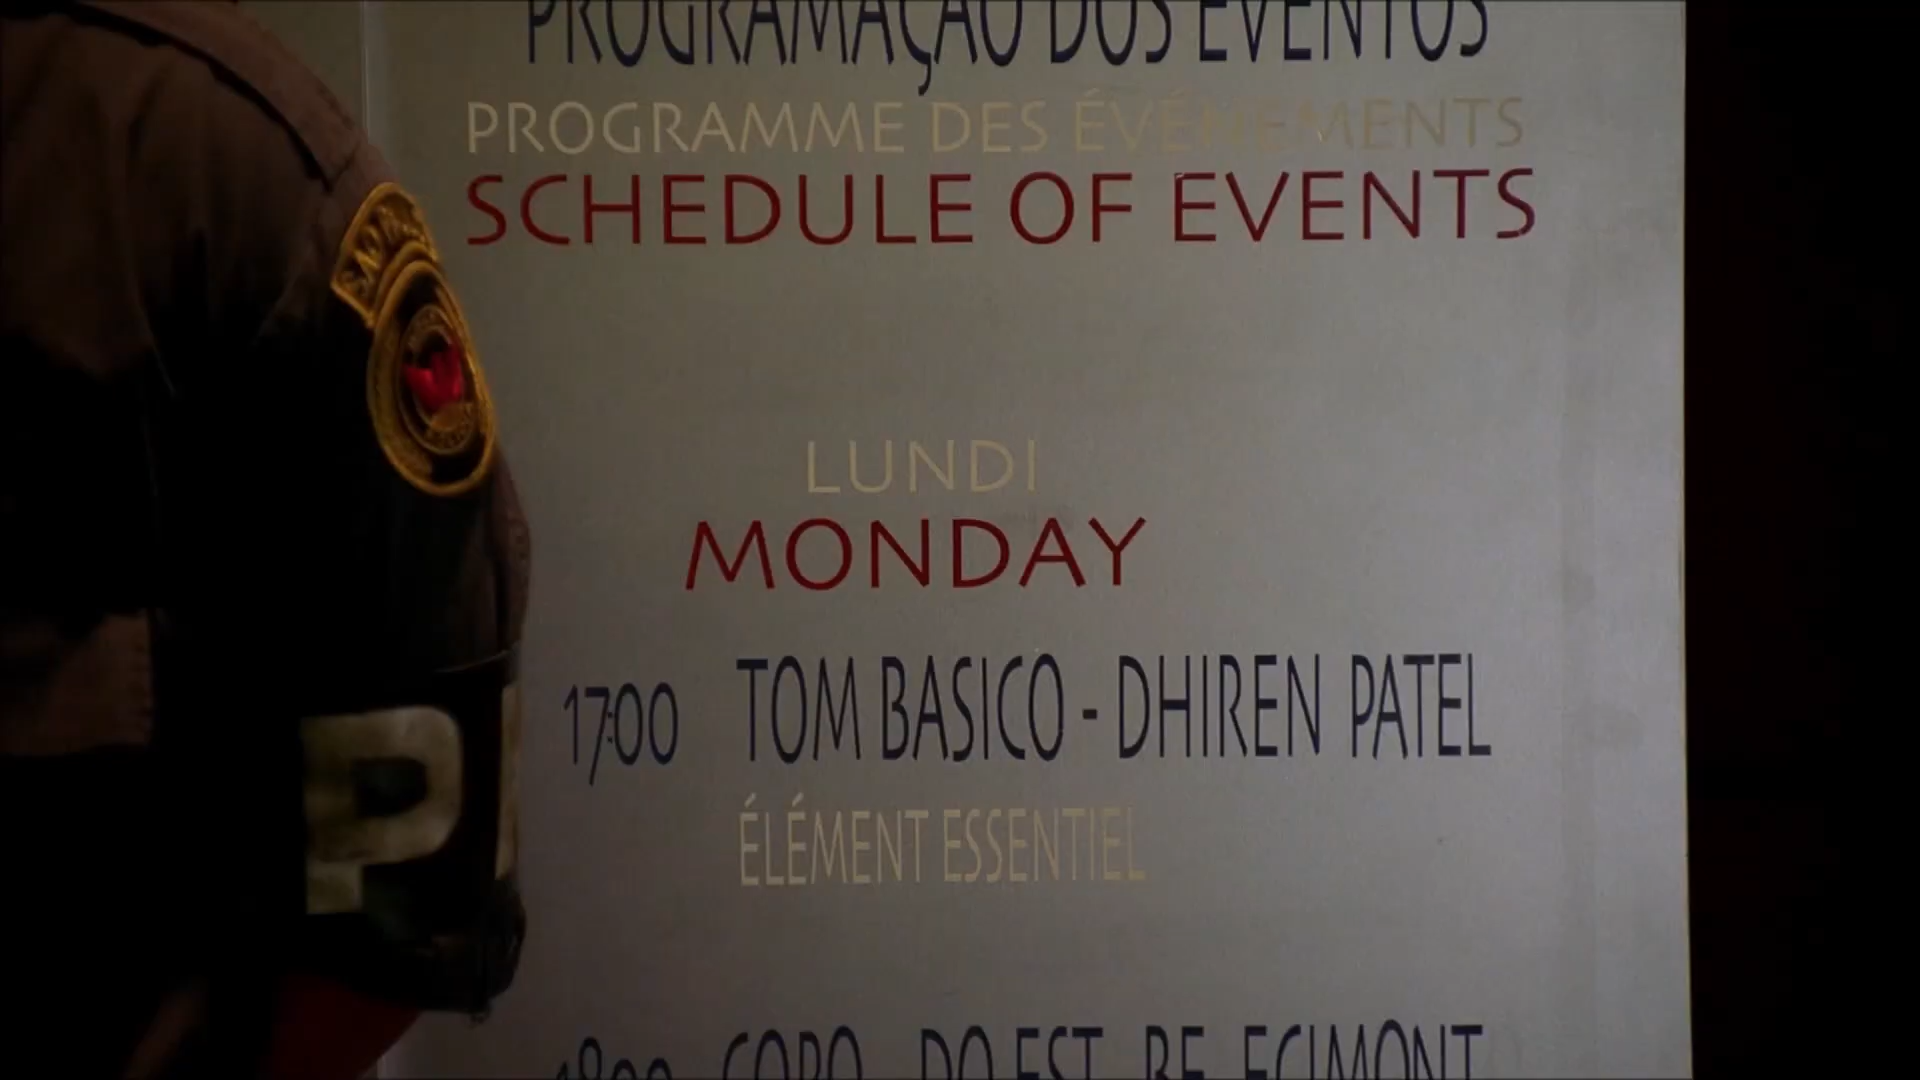 PROGRAMAÇÃO DOS EVENTOS
PROGRAMME DES ÉVÉNEMENTS
SCHEDULE OF EVENTS
LUNDI
MONDAY
17:00 TOM BASICO - DHIREN PATEL
ÉLÉMENT ESSENTIEL
P